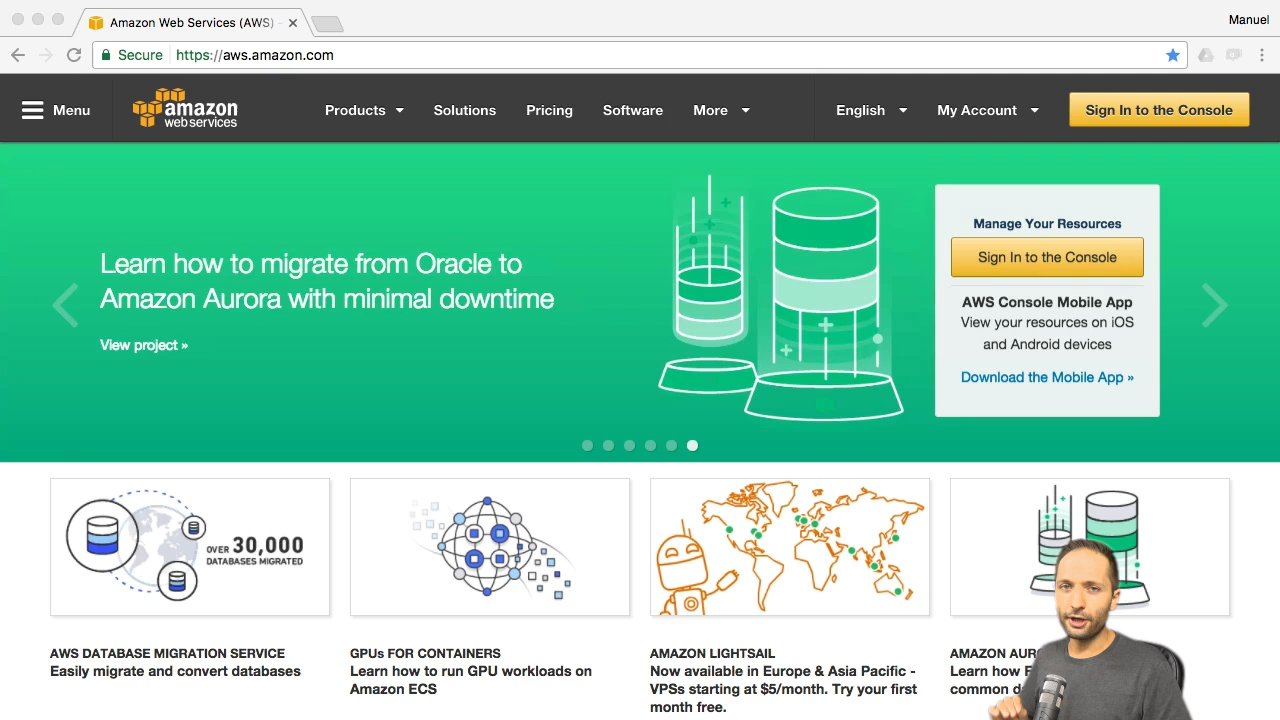 Amazon Web Services (AWS) -
Manuel
Secure https://aws.amazon.com
Menu
amazon
web services
Products
Solutions
Pricing
Software
More
English
My Account
Sign In to the Console
Learn how to migrate from Oracle to
Amazon Aurora with minimal downtime
View project »
Manage Your Resources
Sign In to the Console
AWS Console Mobile App
View your resources on iOS
and Android devices
Download the Mobile App »
OVER 30,000
DATABASES MIGRATED
AWS DATABASE MIGRATION SERVICE
Easily migrate and convert databases
GPUs FOR CONTAINERS
Learn how to run GPU workloads on
Amazon ECS
AMAZON LIGHTSAIL
Now available in Europe & Asia Pacific -
VPSs starting at $5/month. Try your first
month free.
AMAZON
Learn how
common